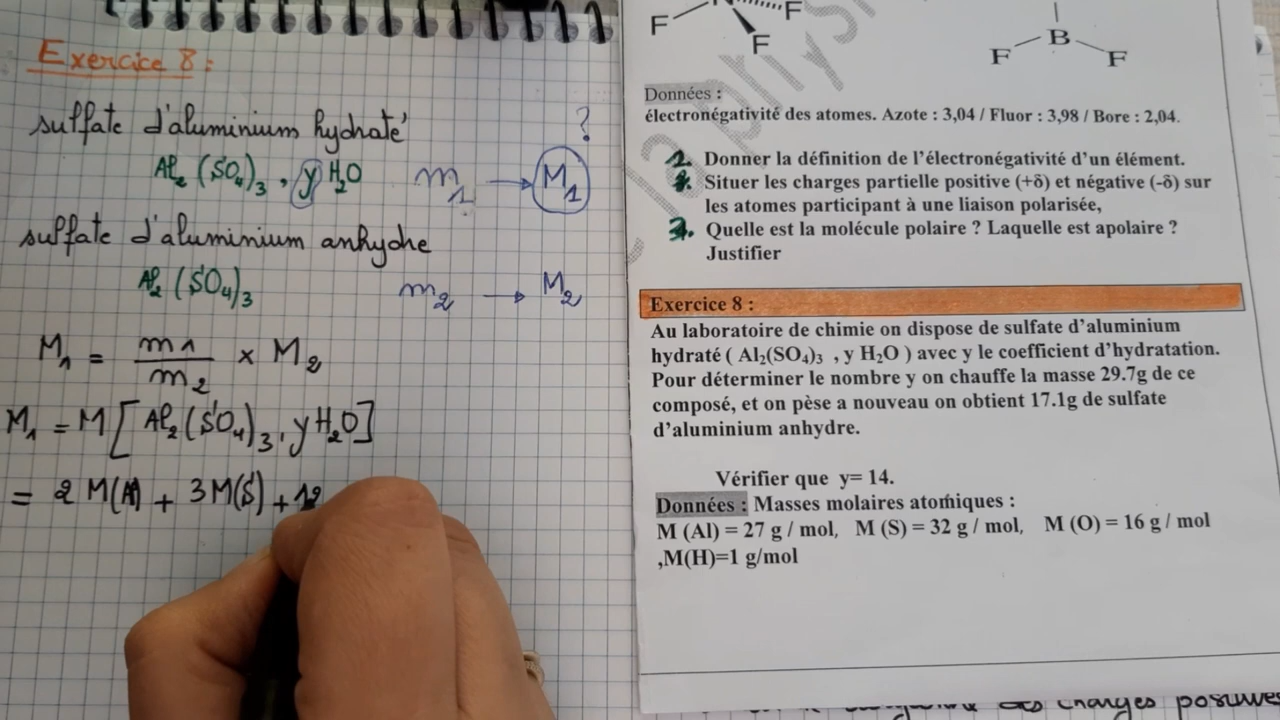 Exercice 8 :
sulfate d'aluminium hydraté ?
Al₂ (SO₄)₃ , y H₂O m₁ → M₁
sulfate d'aluminium anhydre
Al₂ (SO₄)₃ m₂ → M₂
M₁ = m₁ / m₂ × M₂
M₁ = M [Al₂ (SO₄)₃, y H₂O]
= 2 M(Al) + 3 M(S) + 12
F F
F
B
F F
Données :
électronégativité des atomes. Azote : 3,04 / Fluor : 3,98 / Bore : 2,04.
Donner la définition de l'électronégativité d'un élément.
Situer les charges partielle positive (+δ) et négative (-δ) sur
les atomes participant à une liaison polarisée,
3. Quelle est la molécule polaire ? Laquelle est apolaire ?
Justifier
Exercice 8 :
Au laboratoire de chimie on dispose de sulfate d'aluminium
hydraté ( Al₂(SO₄)₃ , y H₂O ) avec y le coefficient d'hydratation.
Pour déterminer le nombre y on chauffe la masse 29.7g de ce
composé, et on pèse a nouveau on obtient 17.1g de sulfate
d'aluminium anhydre.
Vérifier que y= 14.
Données : Masses molaires atomiques :
M (Al) = 27 g / mol, M (S) = 32 g / mol, M (O) = 16 g / mol
,M(H)=1 g/mol
des charges positives